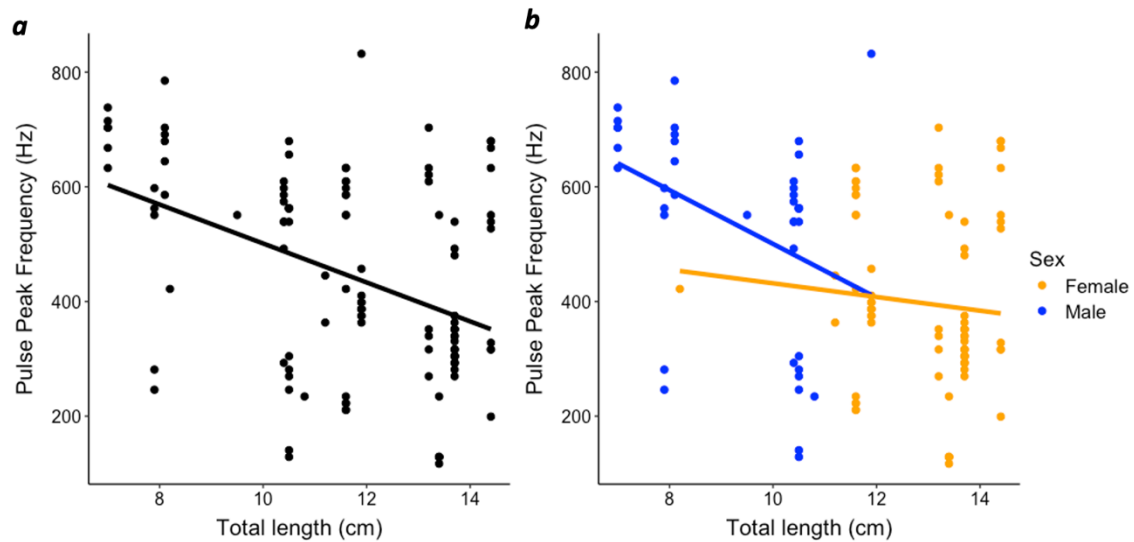 a
b
Pulse Peak Frequency (Hz)
800
600
400
200
8
10
12
14
Total length (cm)
Pulse Peak Frequency (Hz)
800
600
400
200
8
10
12
14
Total length (cm)
Sex
Female
Male